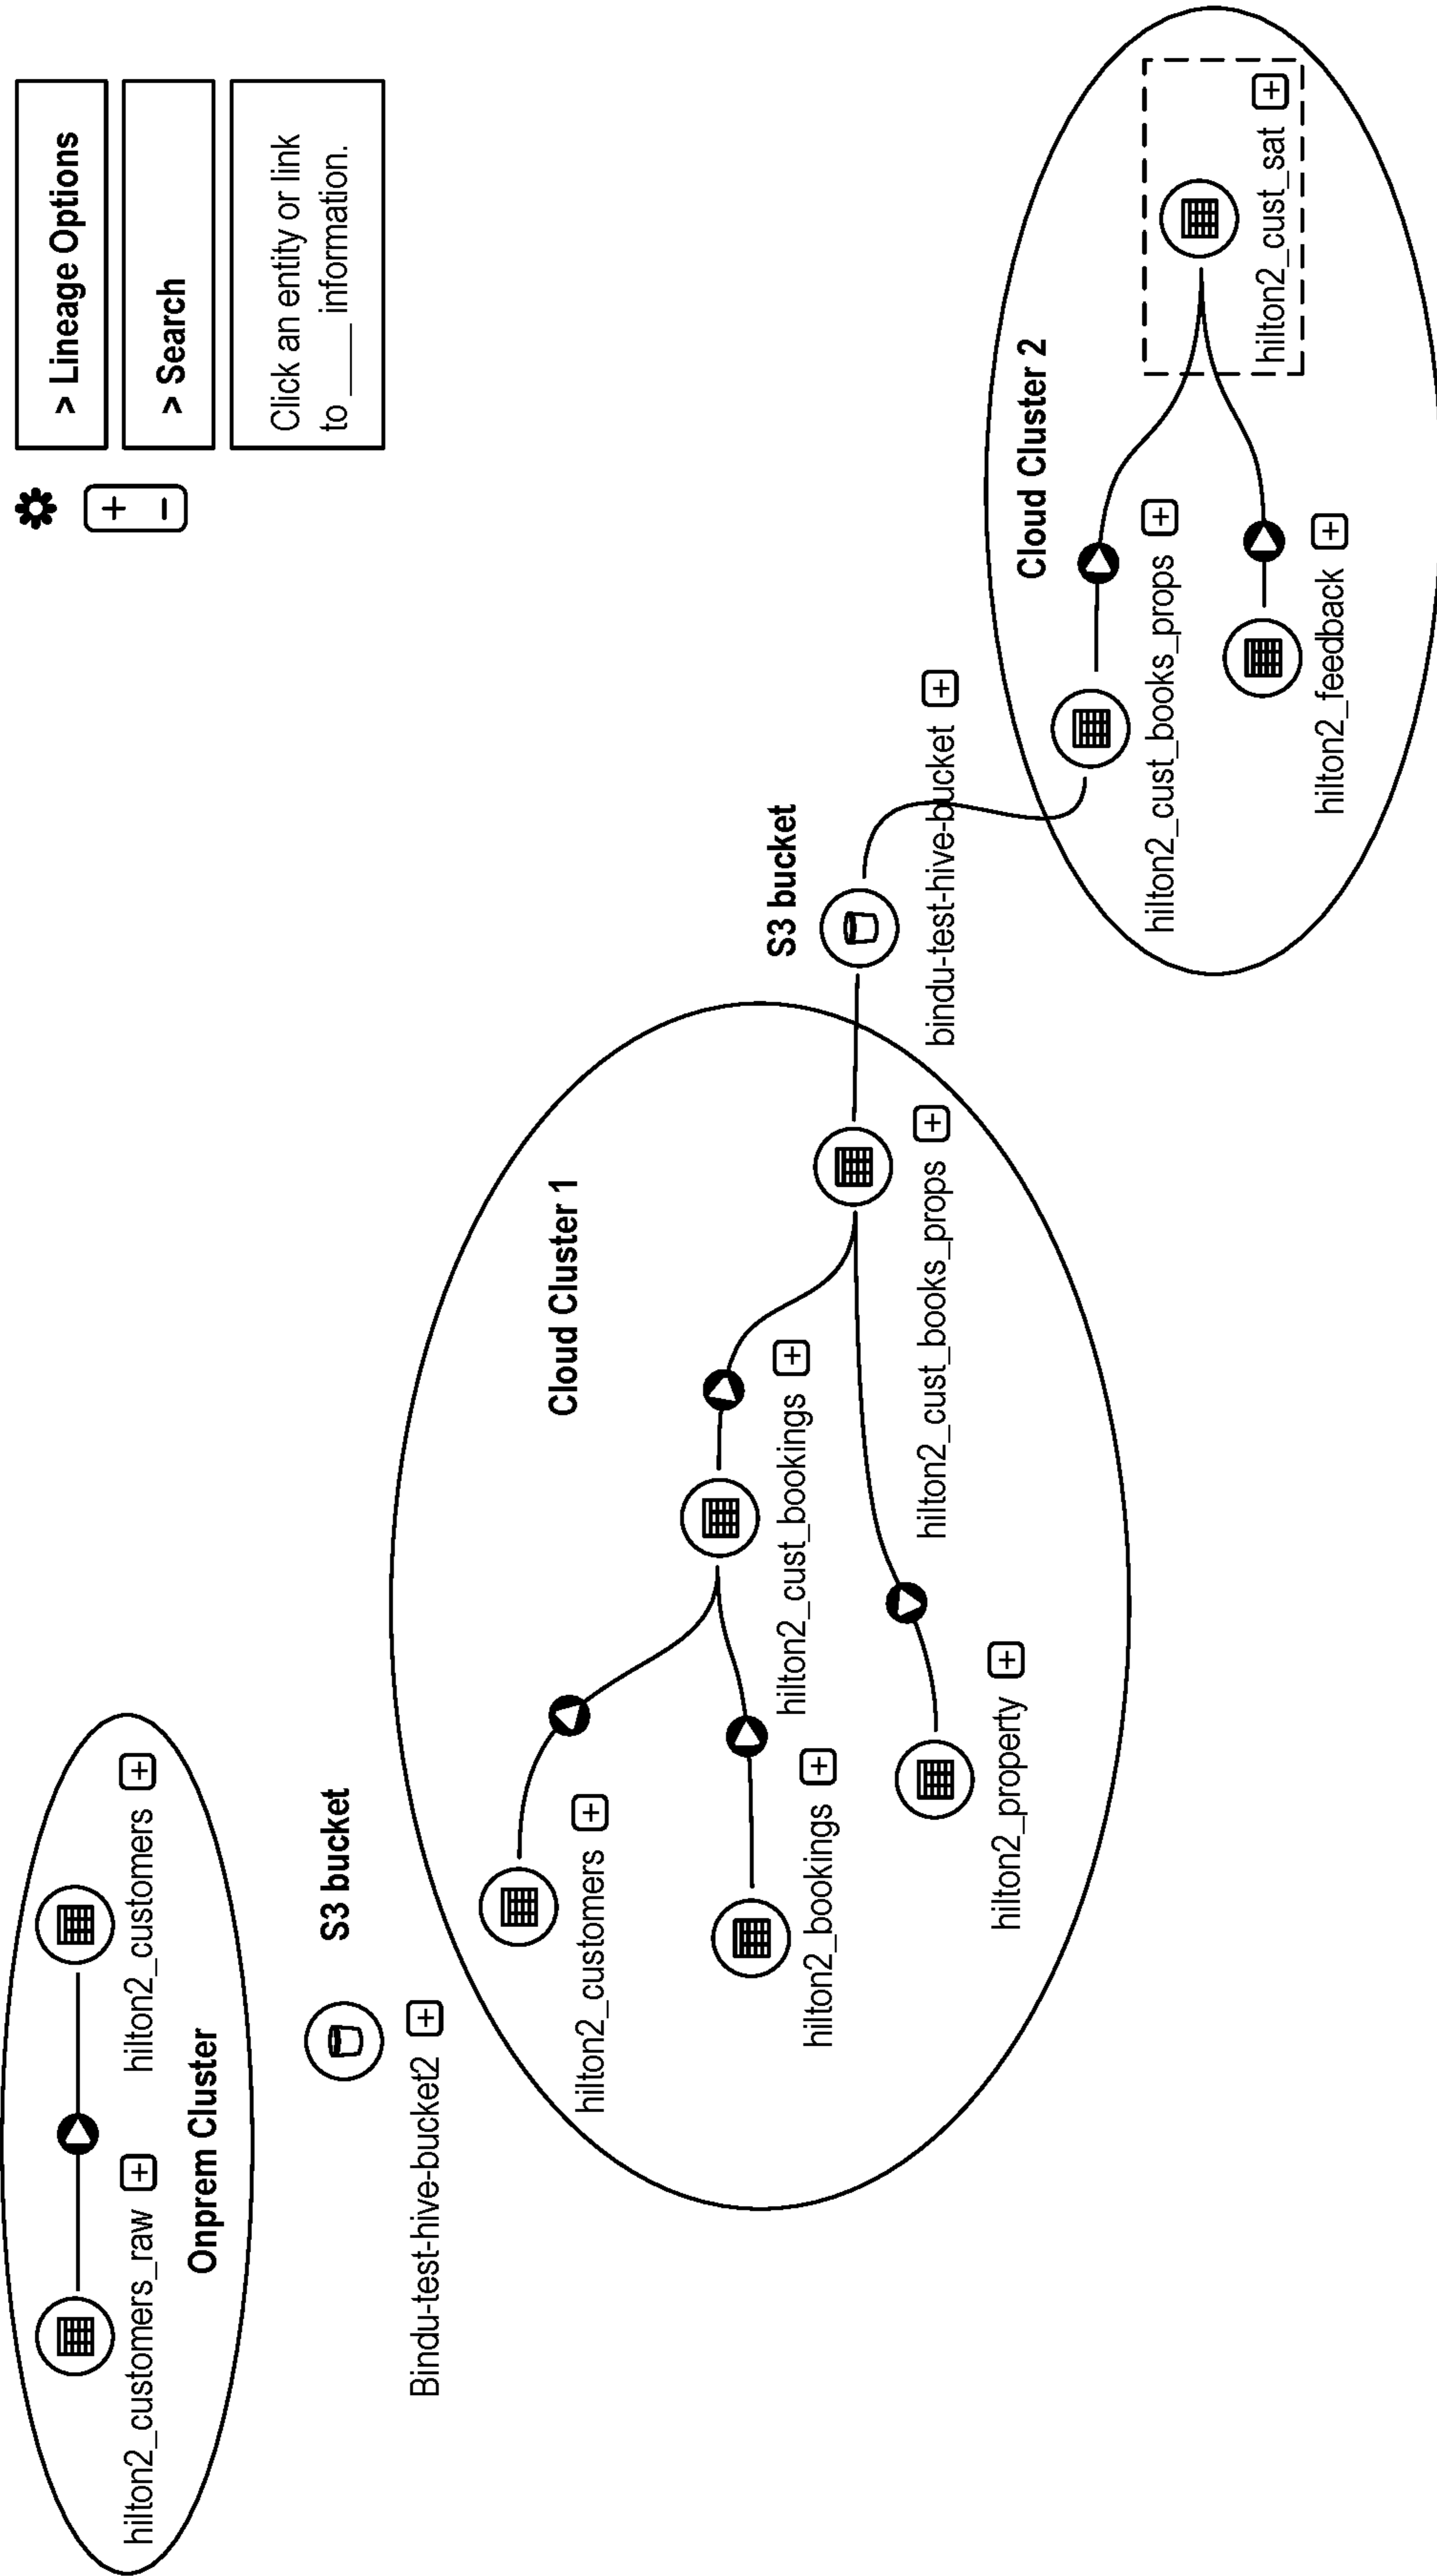 hilton2_customers_raw
hilton2_customers
Onprem Cluster
S3 bucket
Bindu-test-hive-bucket2
Cloud Cluster 1
hilton2_customers
hilton2_bookings
hilton2_cust_bookings
hilton2_property
hilton2_cust_books_props
S3 bucket
bindu-test-hive-bucket
Cloud Cluster 2
hilton2_cust_books_props
hilton2_feedback
hilton2_cust_sat
> Lineage Options
> Search
Click an entity or link
to ____ information.